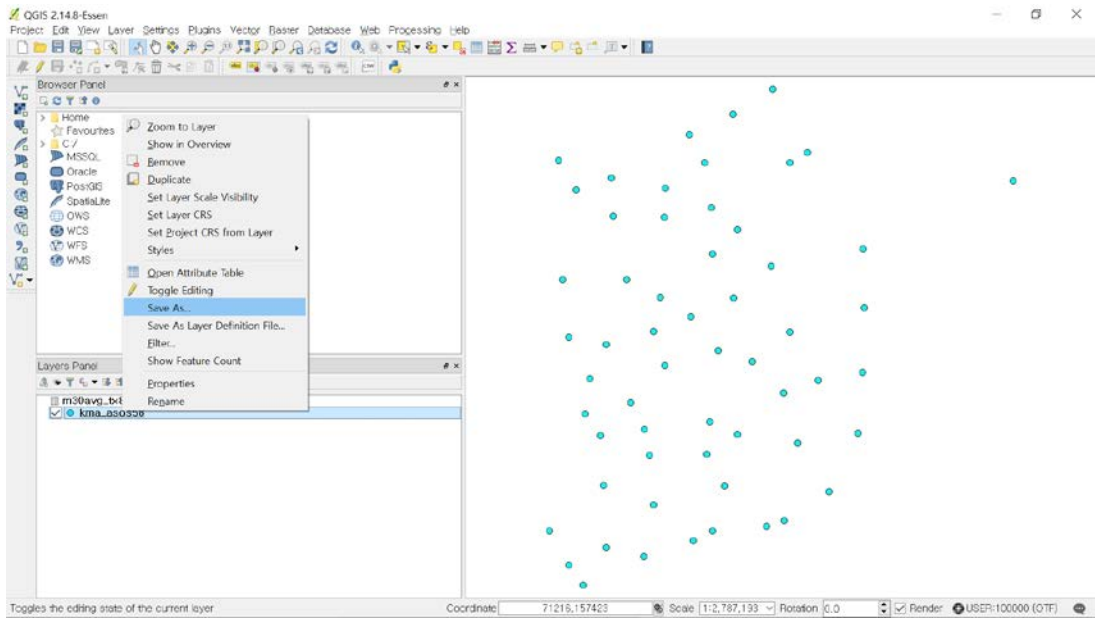 QGIS 2.14.8-Essen
Project Edit View Layer Settings Plugins Vector Raster Database Web Processing Help
Browser Panel
Home
Favourites
C:/
MSSQL
Oracle
PostGIS
SpatiaLite
OWS
WCS
WFS
WMS
Zoom to Layer
Show in Overview
Remove
Duplicate
Set Layer Scale Visibility
Set Layer CRS
Set Project CRS from Layer
Styles
Open Attribute Table
Toggle Editing
Save As...
Save As Layer Definition File...
Filter...
Show Feature Count
Properties
Rename
Layers Panel
Toggles the editing state of the current layer
Coordinate 71216,157423 Scale 1:2,787,193 Rotation 0.0 Render USER:100000 (OTF)